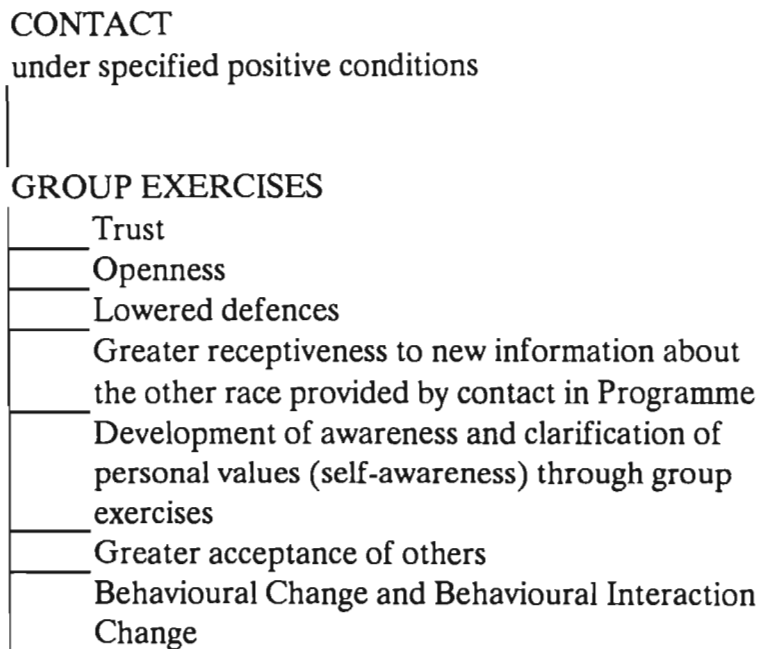 CONTACT
under specified positive conditions
GROUP EXERCISES
Trust
Openness
Lowered defences
Greater receptiveness to new information about
the other race provided by contact in Programme
Development of awareness and clarification of
personal values (self-awareness) through group
exercises
Greater acceptance of others
Behavioural Change and Behavioural Interaction
Change